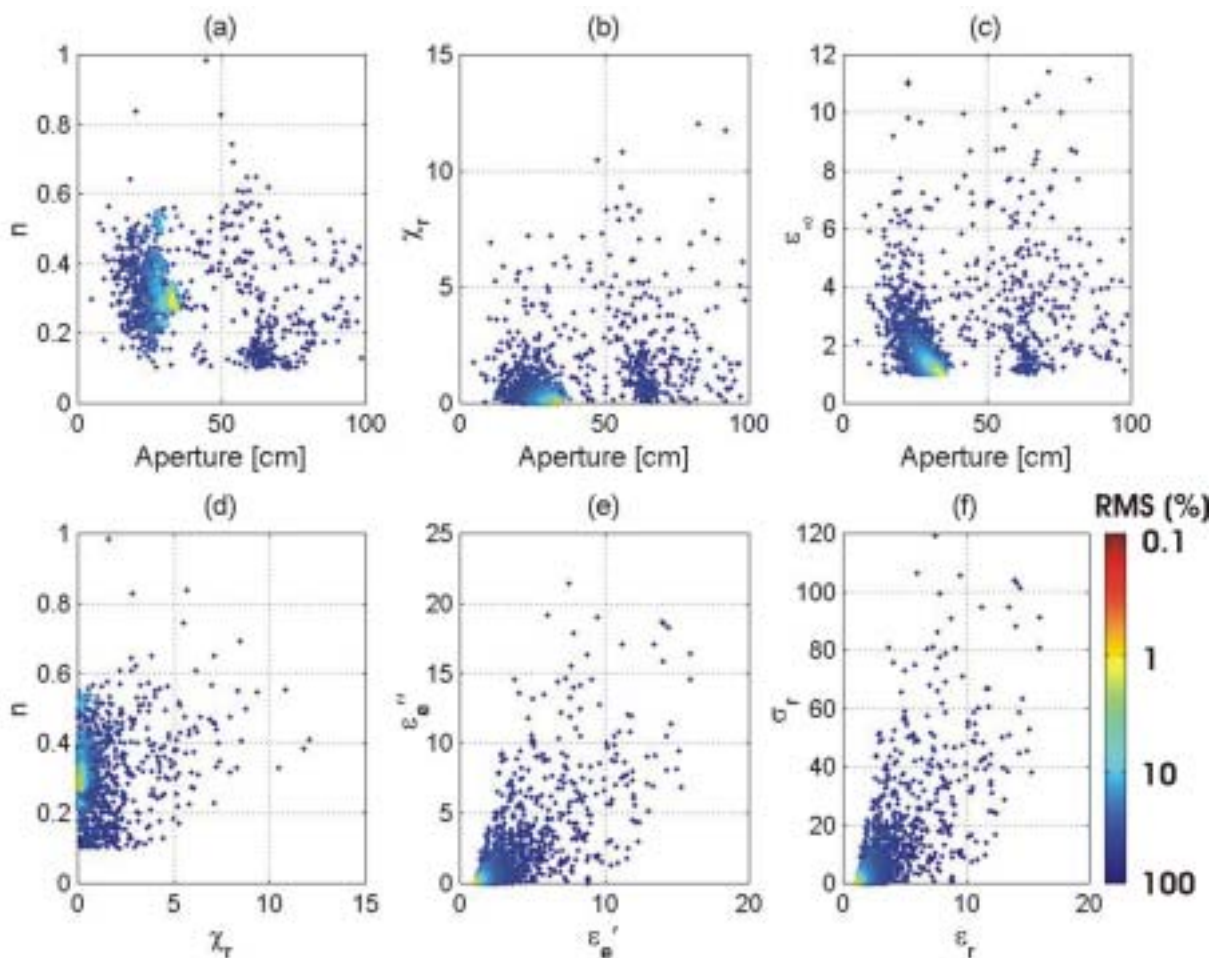 (a) (b) (c)
1 15 12
0.8 10
0.6 10 8
n χr ε∞
0.4 6
5 4
0.2 2
0 0 0
0 50 100 0 50 100 0 50 100
Aperture [cm] Aperture [cm] Aperture [cm]
(d) (e) (f) RMS (%)
1 25 120 0.1
0.8 20 100
0.6 15 80 1
n εe'' σr 60
0.4 10 40 10
0.2 5 20
0 0 0 100
0 5 10 15 0 10 20 0 10 20
χr εe' εr